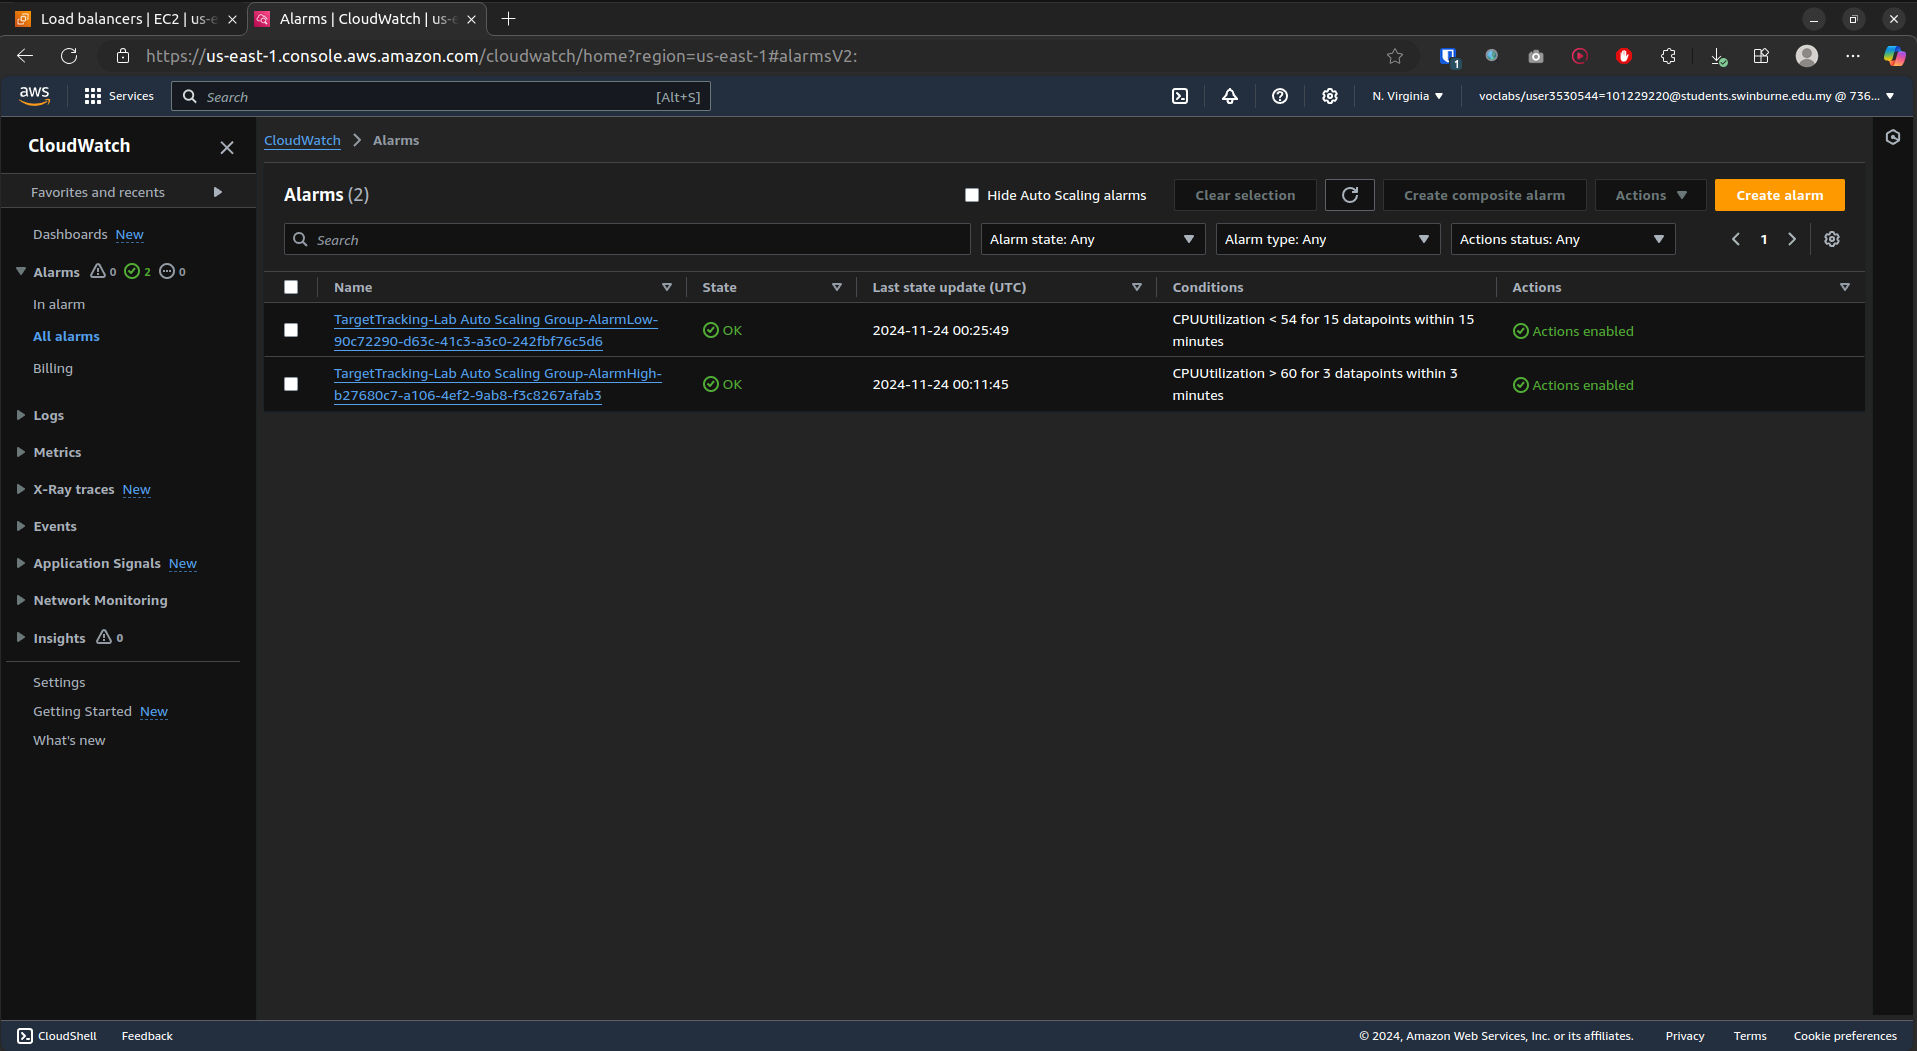 Load balancers | EC2 | us-e
Alarms | CloudWatch | us-e
https://us-east-1.console.aws.amazon.com/cloudwatch/home?region=us-east-1#alarmsV2:
1
aws
Services
Search
[Alt+S]
N. Virginia
voclabs/user3530544=101229220@students.swinburne.edu.my @ 736...
CloudWatch
Favorites and recents
Dashboards New
Alarms 0 2 0
In alarm
All alarms
Billing
Logs
Metrics
X-Ray traces New
Events
Application Signals New
Network Monitoring
Insights 0
Settings
Getting Started New
What's new
CloudWatch
Alarms
Alarms (2)
Hide Auto Scaling alarms
Clear selection
Create composite alarm
Actions
Create alarm
Search
Alarm state: Any
Alarm type: Any
Actions status: Any
1
Name
State
Last state update (UTC)
Conditions
Actions
TargetTracking-Lab Auto Scaling Group-AlarmLow-
90c72290-d63c-41c3-a3c0-242fbf76c5d6
OK
2024-11-24 00:25:49
CPUUtilization < 54 for 15 datapoints within 15
minutes
Actions enabled
TargetTracking-Lab Auto Scaling Group-AlarmHigh-
b27680c7-a106-4ef2-9ab8-f3c8267afab3
OK
2024-11-24 00:11:45
CPUUtilization > 60 for 3 datapoints within 3
minutes
Actions enabled
CloudShell
Feedback
© 2024, Amazon Web Services, Inc. or its affiliates.
Privacy
Terms
Cookie preferences